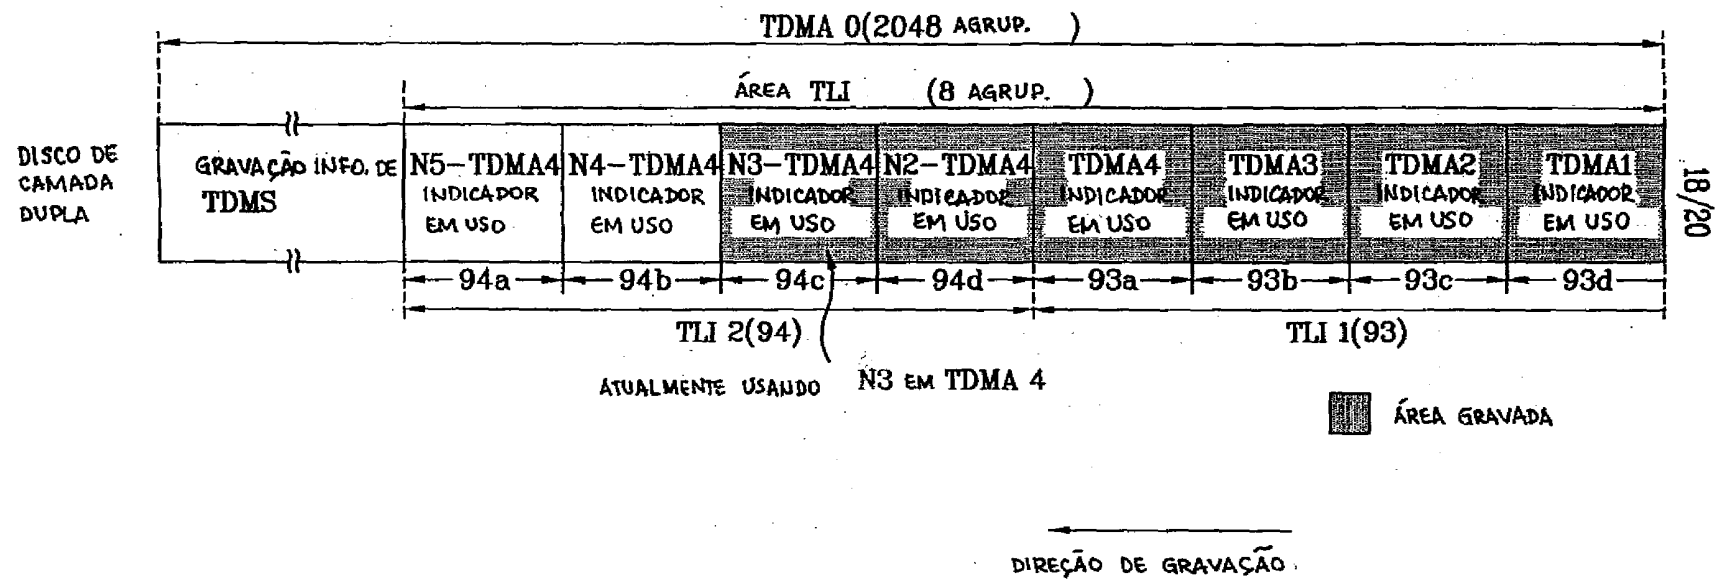 TDMA 0(2048 AGRUP. )
ÁREA TLI (8 AGRUP. )
DISCO DE
CAMADA
DUPLA
GRAVAÇÃO INFO. DE
TDMS
N5-TDMA4
INDICADOR
EM USO
N4-TDMA4
INDICADOR
EM USO
N3-TDMA4
INDICADOR
EM USO
N2-TDMA4
INDICADOR
EM USO
TDMA4
INDICADOR
EM USO
TDMA3
INDICADOR
EM USO
TDMA2
INDICADOR
EM USO
TDMA1
INDICADOR
EM USO
18/20
94a
94b
94c
94d
93a
93b
93c
93d
TLI 2(94)
TLI 1(93)
ATUALMENTE USANDO N3 EM TDMA 4
ÁREA GRAVADA
DIREÇÃO DE GRAVAÇÃO